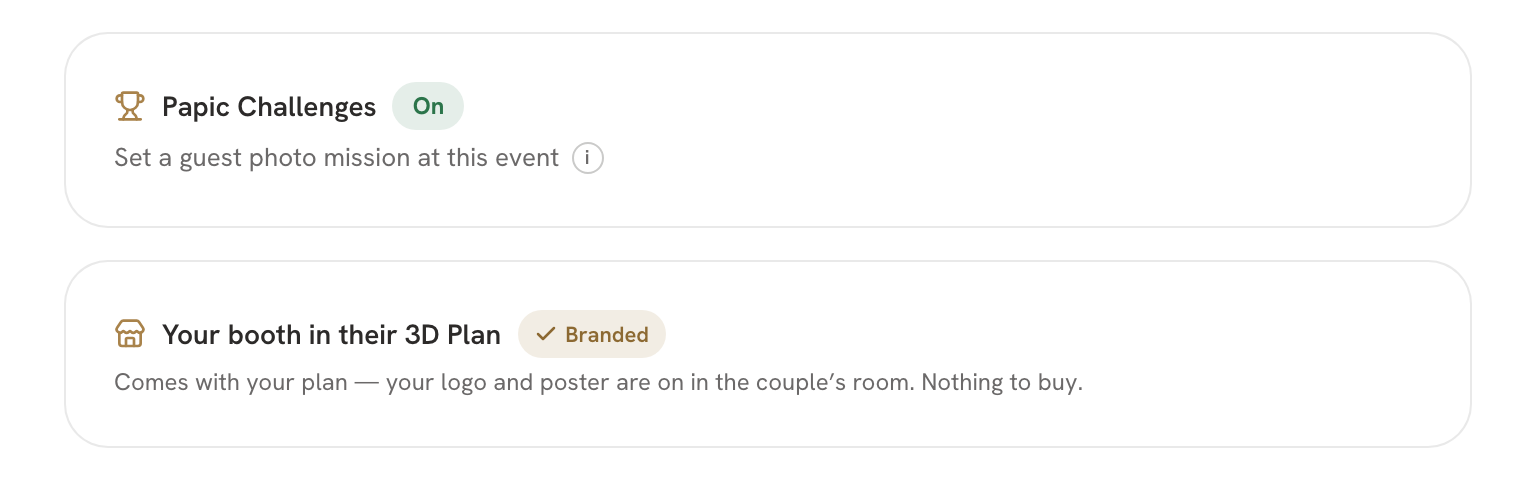 Papic Challenges On
Set a guest photo mission at this event i
Your booth in their 3D Plan Branded
Comes with your plan — your logo and poster are on in the couple’s room. Nothing to buy.